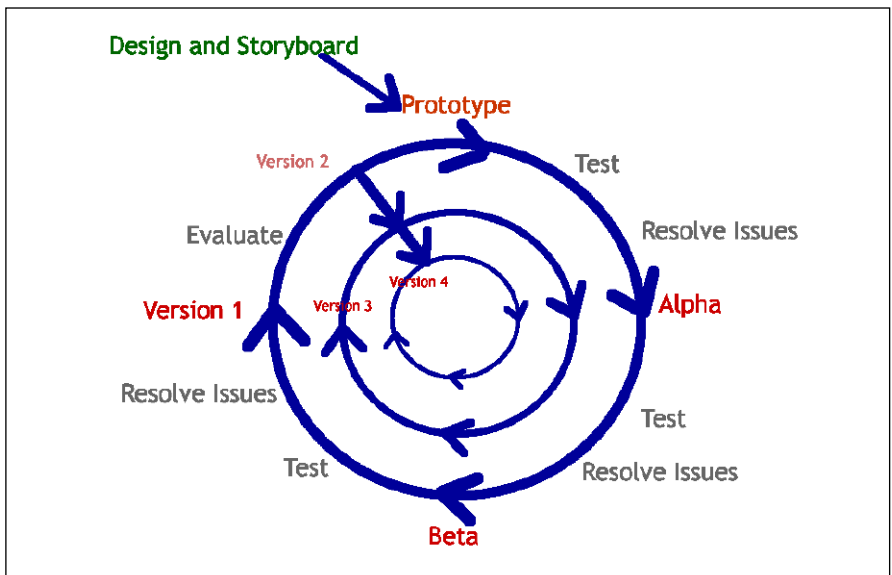 Design and Storyboard
Prototype
Test
Resolve Issues
Alpha
Test
Resolve Issues
Beta
Test
Resolve Issues
Version 1
Evaluate
Version 2
Version 3
Version 4